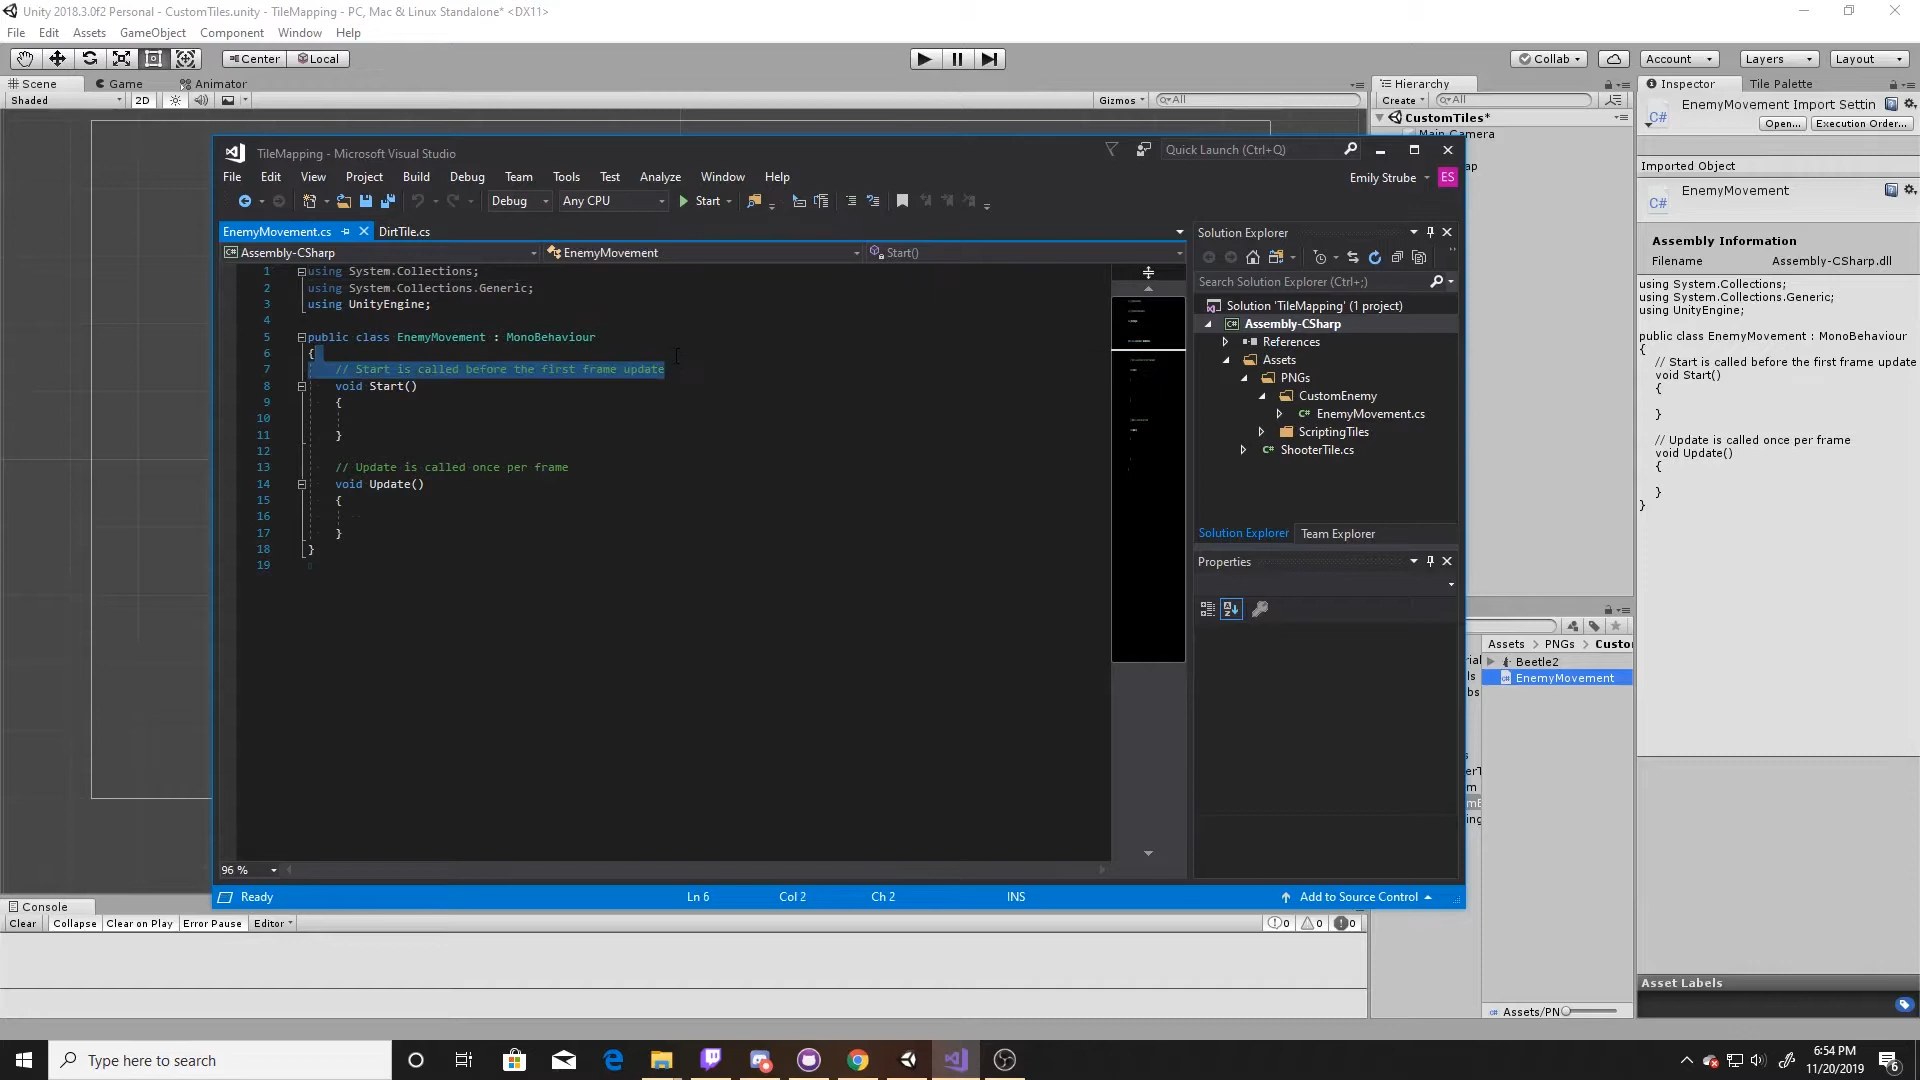 Unity 2018.3.0f2 Personal - CustomTiles.unity - TileMapping - PC, Mac & Linux Standalone* <DX11>
File Edit Assets GameObject Component Window Help
Center Local Collab Account Layers Layout
Scene Game Animator Hierarchy Inspector Tile Palette
Shaded 2D Gizmos All Create All
EnemyMovement Import Settin
Open... Execution Order...
CustomTiles*
Main Camera
Imported Object
EnemyMovement
Assembly Information
Filename Assembly-CSharp.dll
using System.Collections;
using System.Collections.Generic;
using UnityEngine;
public class EnemyMovement : MonoBehaviour
{
// Start is called before the first frame update
void Start()
{
}
// Update is called once per frame
void Update()
{
}
}
TileMapping - Microsoft Visual Studio
Quick Launch (Ctrl+Q)
File Edit View Project Build Debug Team Tools Test Analyze Window Help
Emily Strube ES
Debug Any CPU Start
EnemyMovement.cs DirtTile.cs
Assembly-CSharp EnemyMovement Start()
1 using System.Collections;
2 using System.Collections.Generic;
3 using UnityEngine;
4
5 public class EnemyMovement : MonoBehaviour
6 {
7 // Start is called before the first frame update
8 void Start()
9 {
10
11 }
12
13 // Update is called once per frame
14 void Update()
15 {
16
17 }
18 }
19
96 %
Ready Ln 6 Col 2 Ch 2 INS Add to Source Control
Solution Explorer
Search Solution Explorer (Ctrl+;)
Solution 'TileMapping' (1 project)
Assembly-CSharp
References
Assets
PNGs
CustomEnemy
EnemyMovement.cs
ScriptingTiles
ShooterTile.cs
Solution Explorer Team Explorer
Properties
Assets > PNGs > Custo
Beetle2
EnemyMovement
Assets/PN
Asset Labels
Console
Clear Collapse Clear on Play Error Pause Editor 0 0 0
Type here to search
6:54 PM
11/20/2019
6